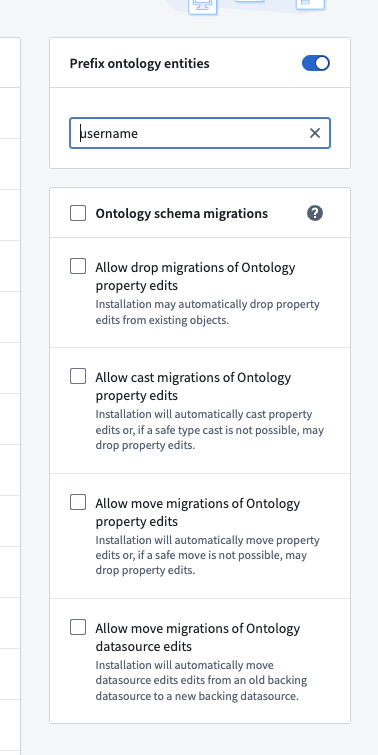 Prefix ontology entities
username
Ontology schema migrations
Allow drop migrations of Ontology
property edits
Installation may automatically drop property
edits from existing objects.
Allow cast migrations of Ontology
property edits
Installation will automatically cast property
edits or, if a safe type cast is not possible, may
drop property edits.
Allow move migrations of Ontology
property edits
Installation will automatically move property
edits or, if a safe move is not possible, may
drop property edits.
Allow move migrations of Ontology
datasource edits
Installation will automatically move
datasource edits edits from an old backing
datasource to a new backing datasource.